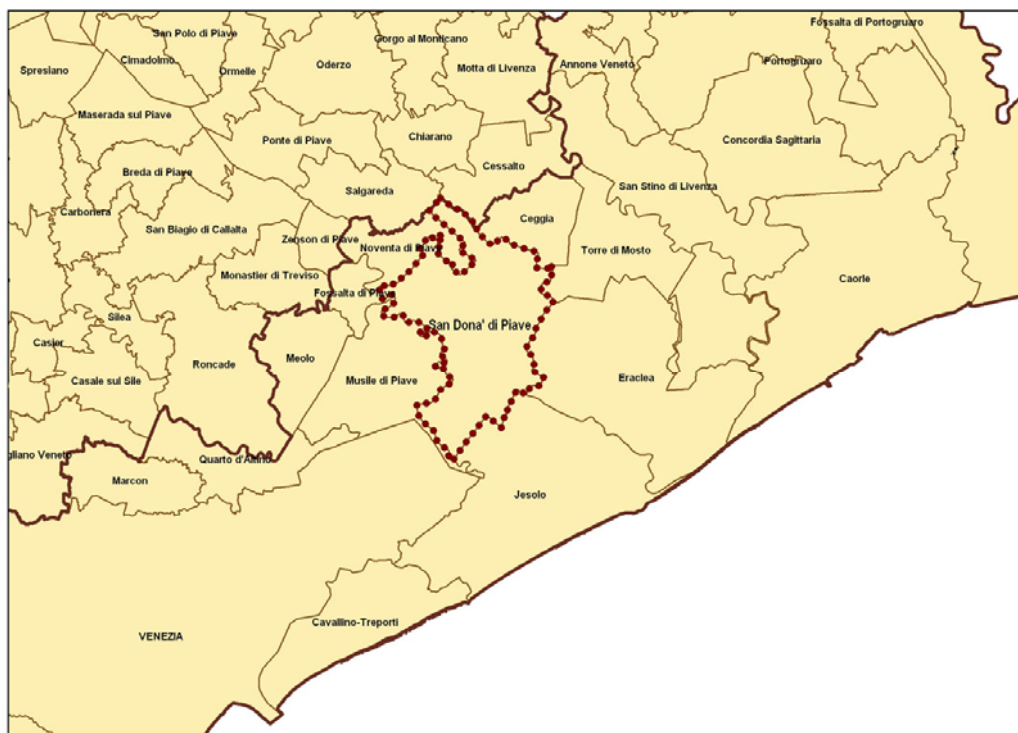 Fossalta di Portogruaro
San Polo di Piave
Gorgo al Monticano
Cimadolmo
Oderzo
Annone Veneto
Portogruaro
Spresiano
Ormelle
Motta di Livenza
Maserada sul Piave
Ponte di Piave
Chiarano
Concordia Sagittaria
Cessalto
Breda di Piave
Salgareda
San Stino di Livenza
Carbonera
Ceggia
San Biagio di Callalta
Zenson di Piave
Noventa di Piave
Torre di Mosto
Monastier di Treviso
Caorle
Fossalta di Piave
Silea
San Dona' di Piave
Casier
Meolo
Roncade
Casale sul Sile
Musile di Piave
Eraclea
gliano Veneto
Quarto d'Altino
Marcon
Jesolo
Cavallino-Treporti
VENEZIA